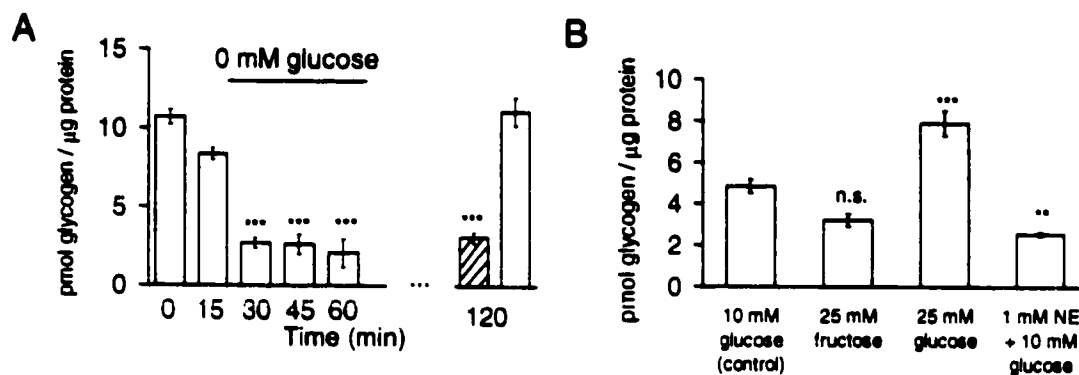 A
pmol glycogen / µg protein
15
10
5
0
0 mM glucose
***
***
***
***
0
15
30
45
60
...
120
Time (min)
B
pmol glycogen / µg protein
10
8
6
4
2
0
n.s.
***
**
10 mM
glucose
(control)
25 mM
fructose
25 mM
glucose
1 mM NE
+ 10 mM
glucose